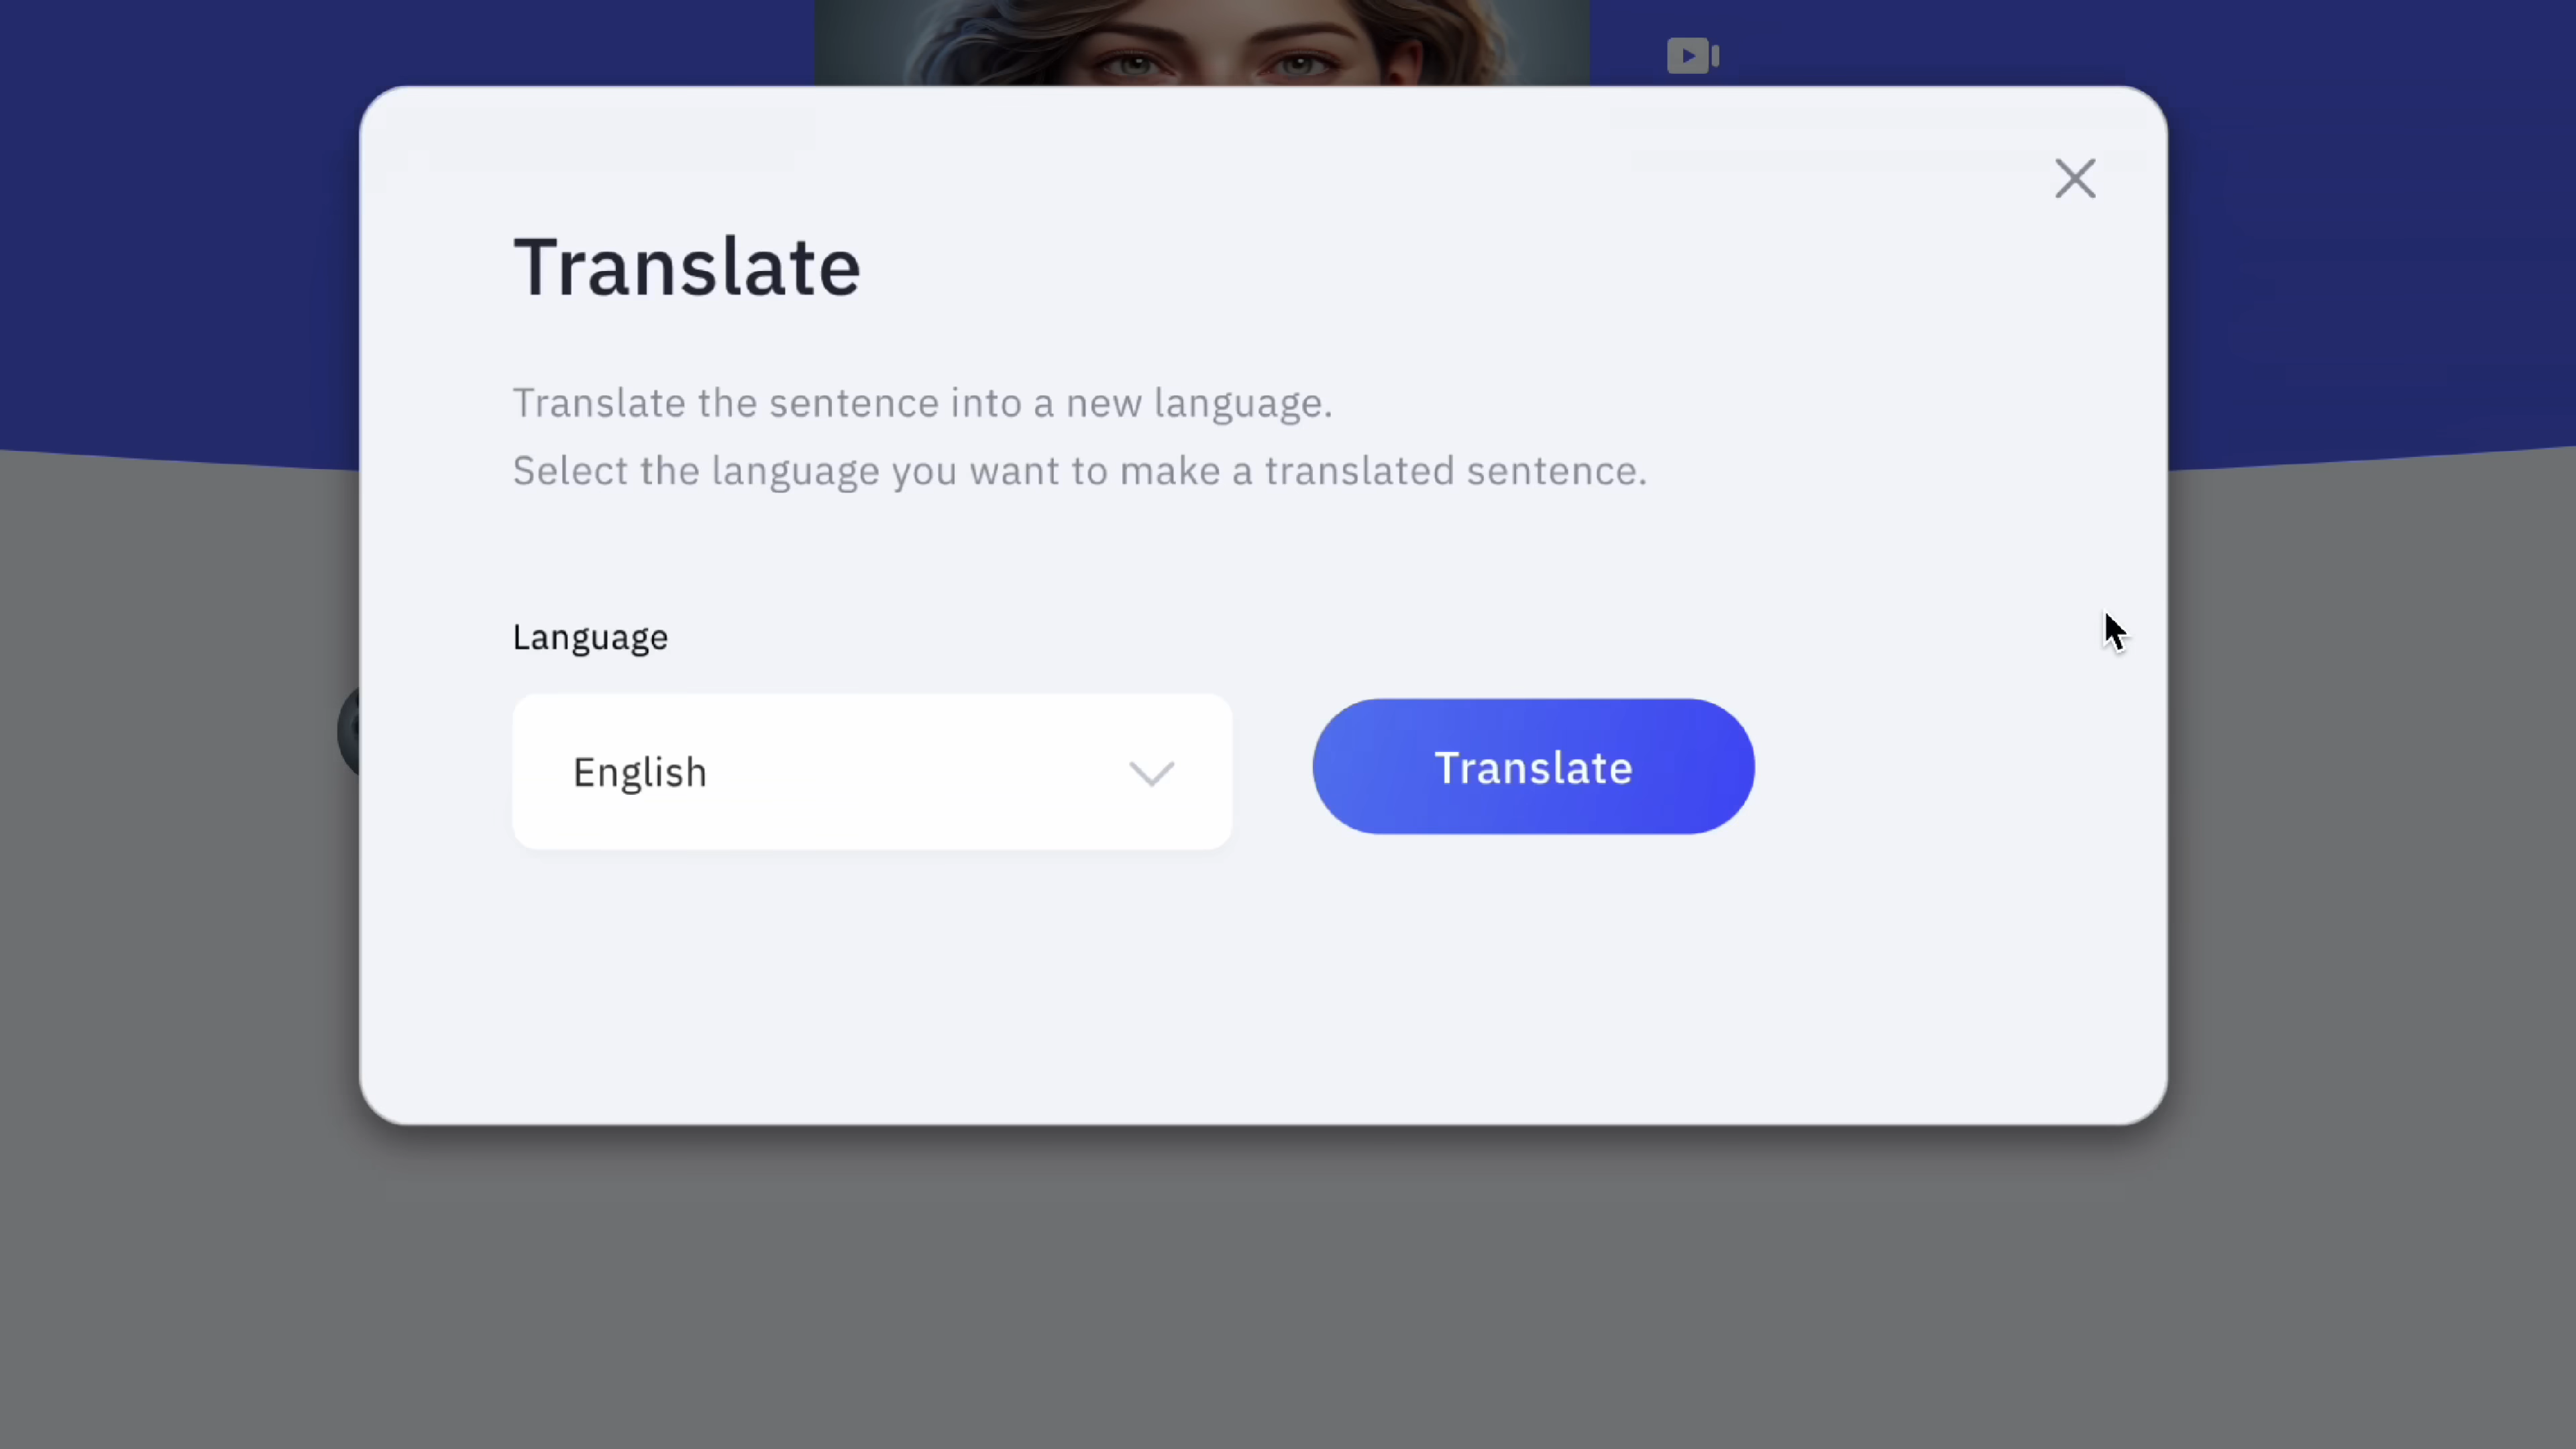 Translate
Translate the sentence into a new language.
Select the language you want to make a translated sentence.
Language
English
Translate